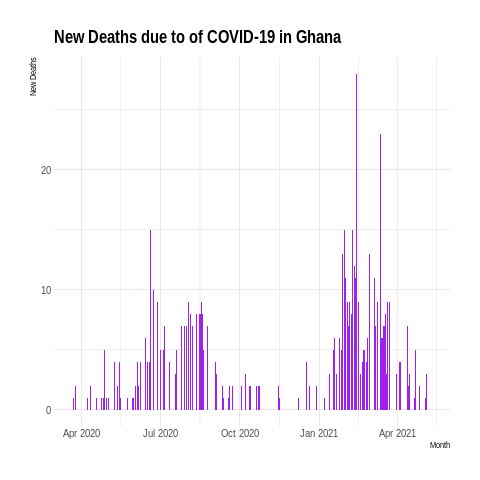 New Deaths due to of COVID-19 in Ghana
New Deaths
20
10
0
Apr 2020 Jul 2020 Oct 2020 Jan 2021 Apr 2021
Month